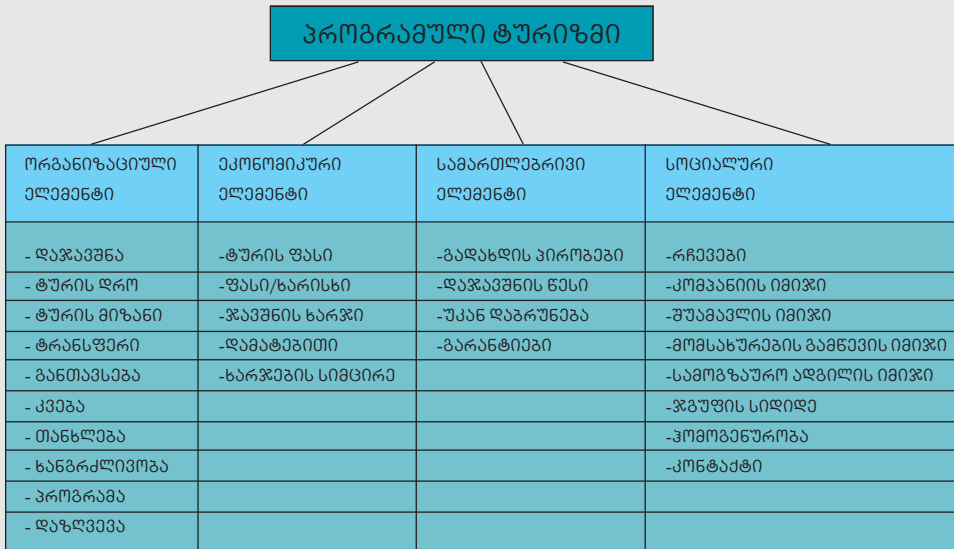 პროგრამული ტურიზმი
ორგანიზაციული
ელემენტი
- დაჯავშნა
- ტურის დრო
- ტურის მიზანი
- ტრანსფერი
- განთავსება
- კვება
- თანხლება
- ხანგრძლივობა
- პროგრამა
- დაზღვევა
ეკონომიკური
ელემენტი
-ტურის ფასი
-ფასი/ხარისხი
-ჯავშნის ხარჯი
-დამატებითი
-ხარჯების სიმცირე
სამართლებრივი
ელემენტი
-გადახდის პირობები
-დაჯავშნის წესი
-უკან დაბრუნება
-გარანტიები
სოციალური
ელემენტი
-რჩევები
-კომპანიის იმიჯი
-შუამავლის იმიჯი
-მომსახურების გამწევის იმიჯი
-სამოგზაურო ადგილის იმიჯი
-ჯგუფის სიდიდე
-ჰომოგენურობა
-კონტაქტი